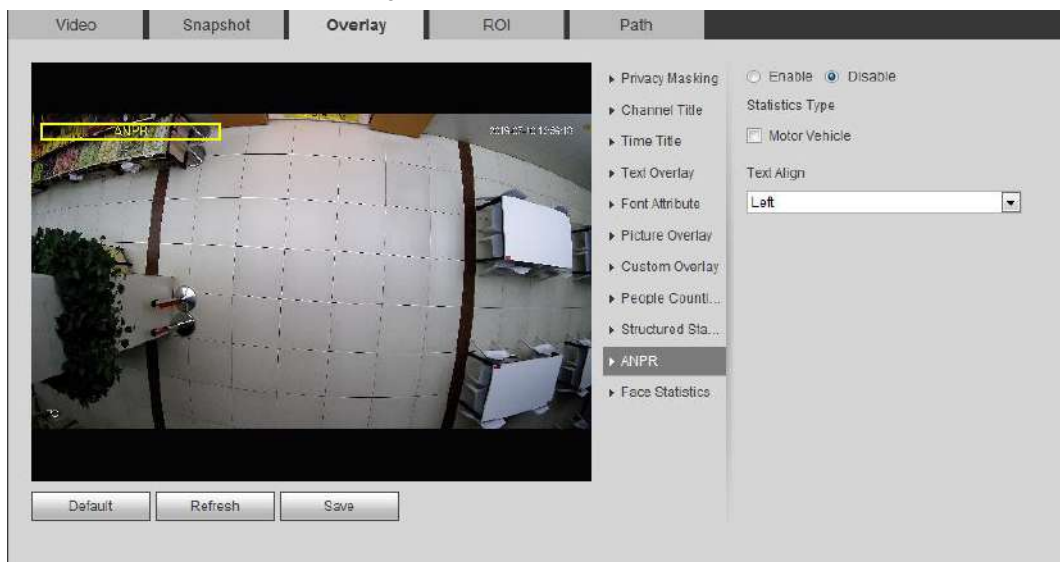 Video
Snapshot
Overlay
ROI
Path
ANPR
Privacy Masking
Channel Title
Time Title
Text Overlay
Font Attribute
Picture Overlay
Custom Overlay
People Counti...
Structured Sta...
ANPR
Face Statistics
Enable
Disable
Statistics Type
Motor Vehicle
Text Align
Left
Default
Refresh
Save